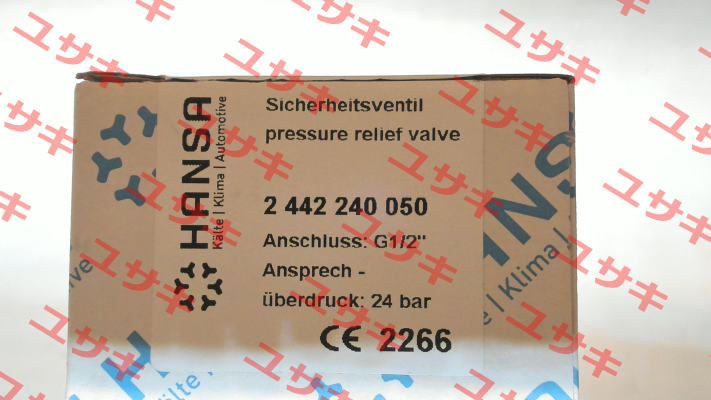 HANSA
Kälte | Klima | Automotive
Sicherheitsventil
pressure relief valve
2 442 240 050
Anschluss: G1/2"
Ansprech -
überdruck: 24 bar
CE 2266
ユサキ